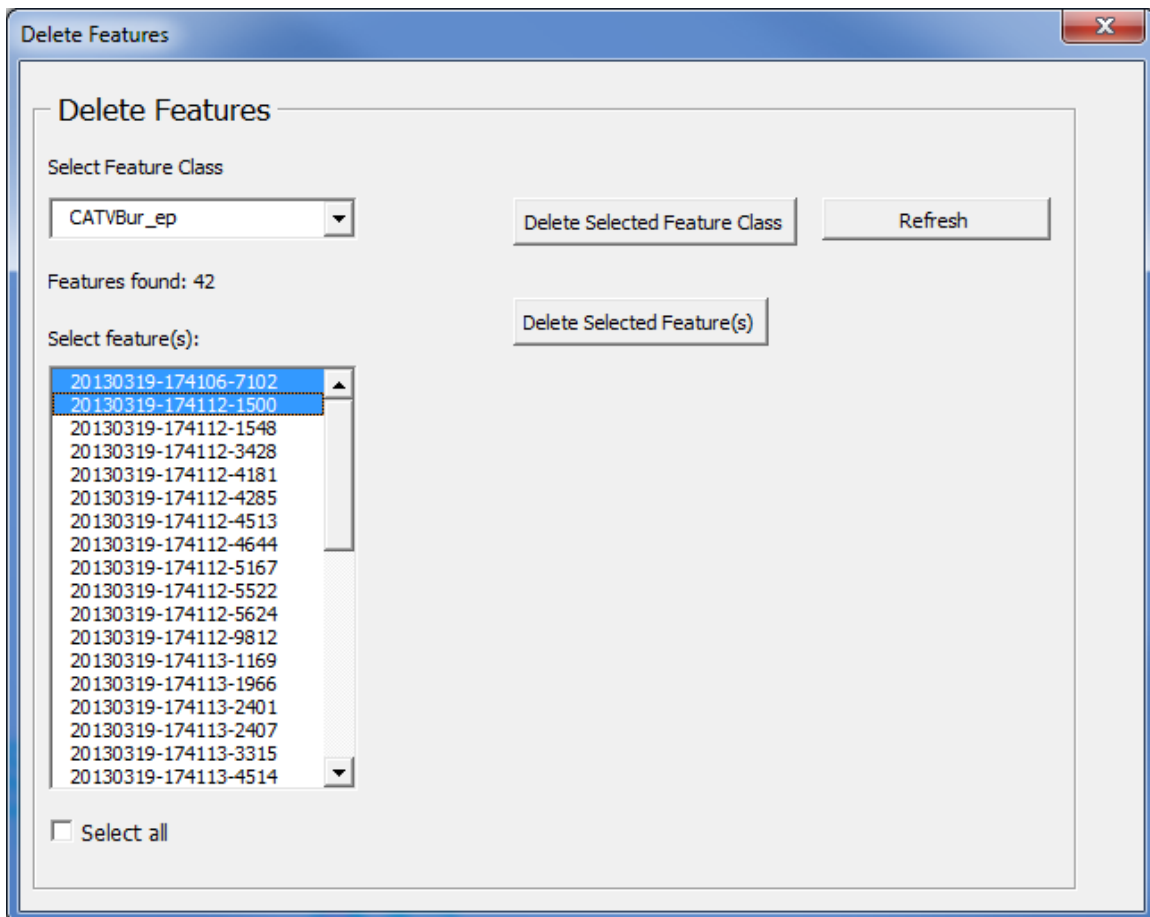 Delete Features
Delete Features
Select Feature Class
CATVBur_ep
Delete Selected Feature Class
Refresh
Features found: 42
Delete Selected Feature(s)
Select feature(s):
20130319-174106-7102
20130319-174112-1500
20130319-174112-1548
20130319-174112-3428
20130319-174112-4181
20130319-174112-4285
20130319-174112-4513
20130319-174112-4644
20130319-174112-5167
20130319-174112-5522
20130319-174112-5624
20130319-174112-9812
20130319-174113-1169
20130319-174113-1966
20130319-174113-2401
20130319-174113-2407
20130319-174113-3315
20130319-174113-4514
Select all